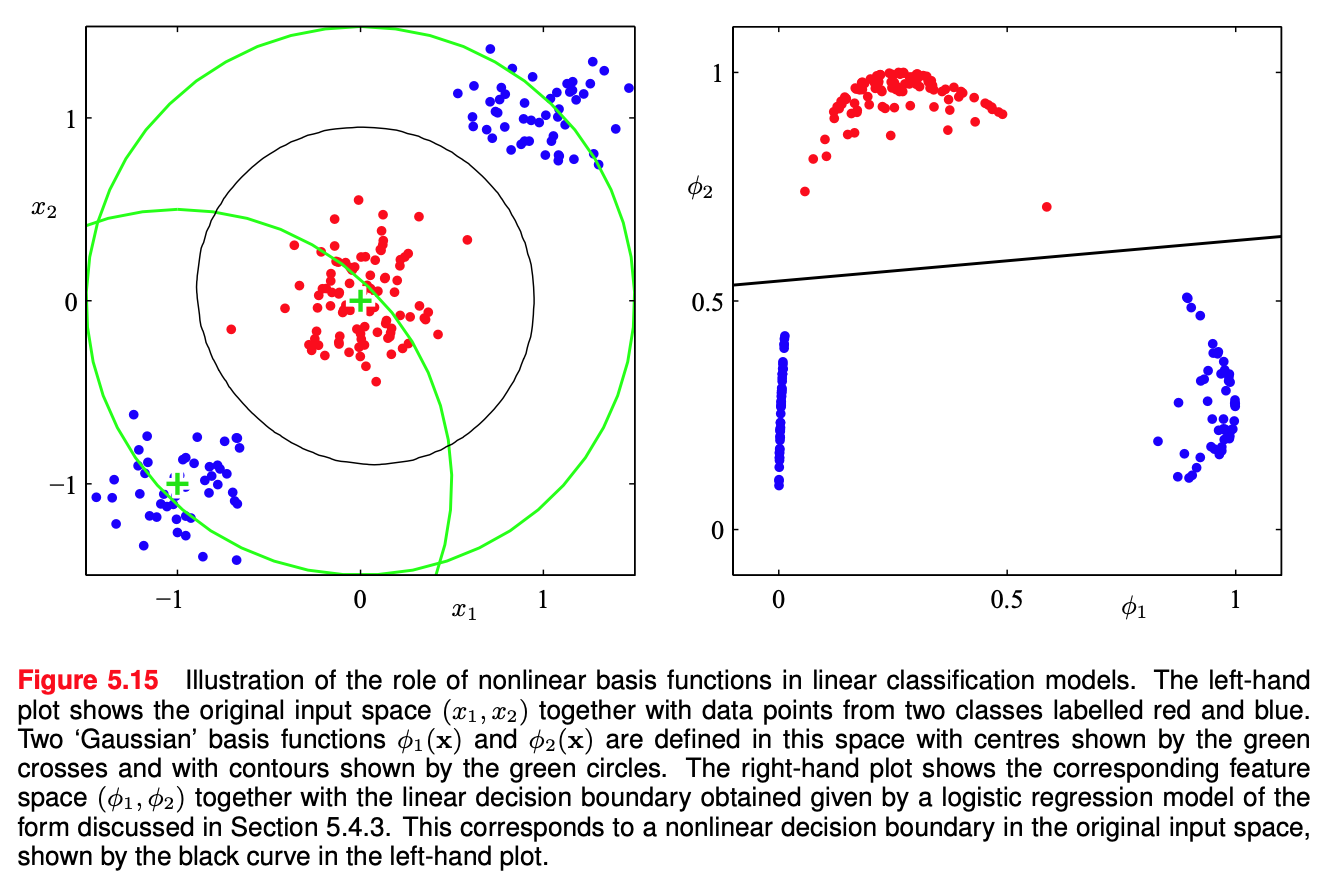 1
x₂
0
−1
−1
0
x₁
1
1
ϕ₂
0.5
0
0
0.5
ϕ₁
1
Figure 5.15 Illustration of the role of nonlinear basis functions in linear classification models. The left-hand
plot shows the original input space (x₁, x₂) together with data points from two classes labelled red and blue.
Two ‘Gaussian’ basis functions ϕ₁(x) and ϕ₂(x) are defined in this space with centres shown by the green
crosses and with contours shown by the green circles. The right-hand plot shows the corresponding feature
space (ϕ₁, ϕ₂) together with the linear decision boundary obtained given by a logistic regression model of the
form discussed in Section 5.4.3. This corresponds to a nonlinear decision boundary in the original input space,
shown by the black curve in the left-hand plot.